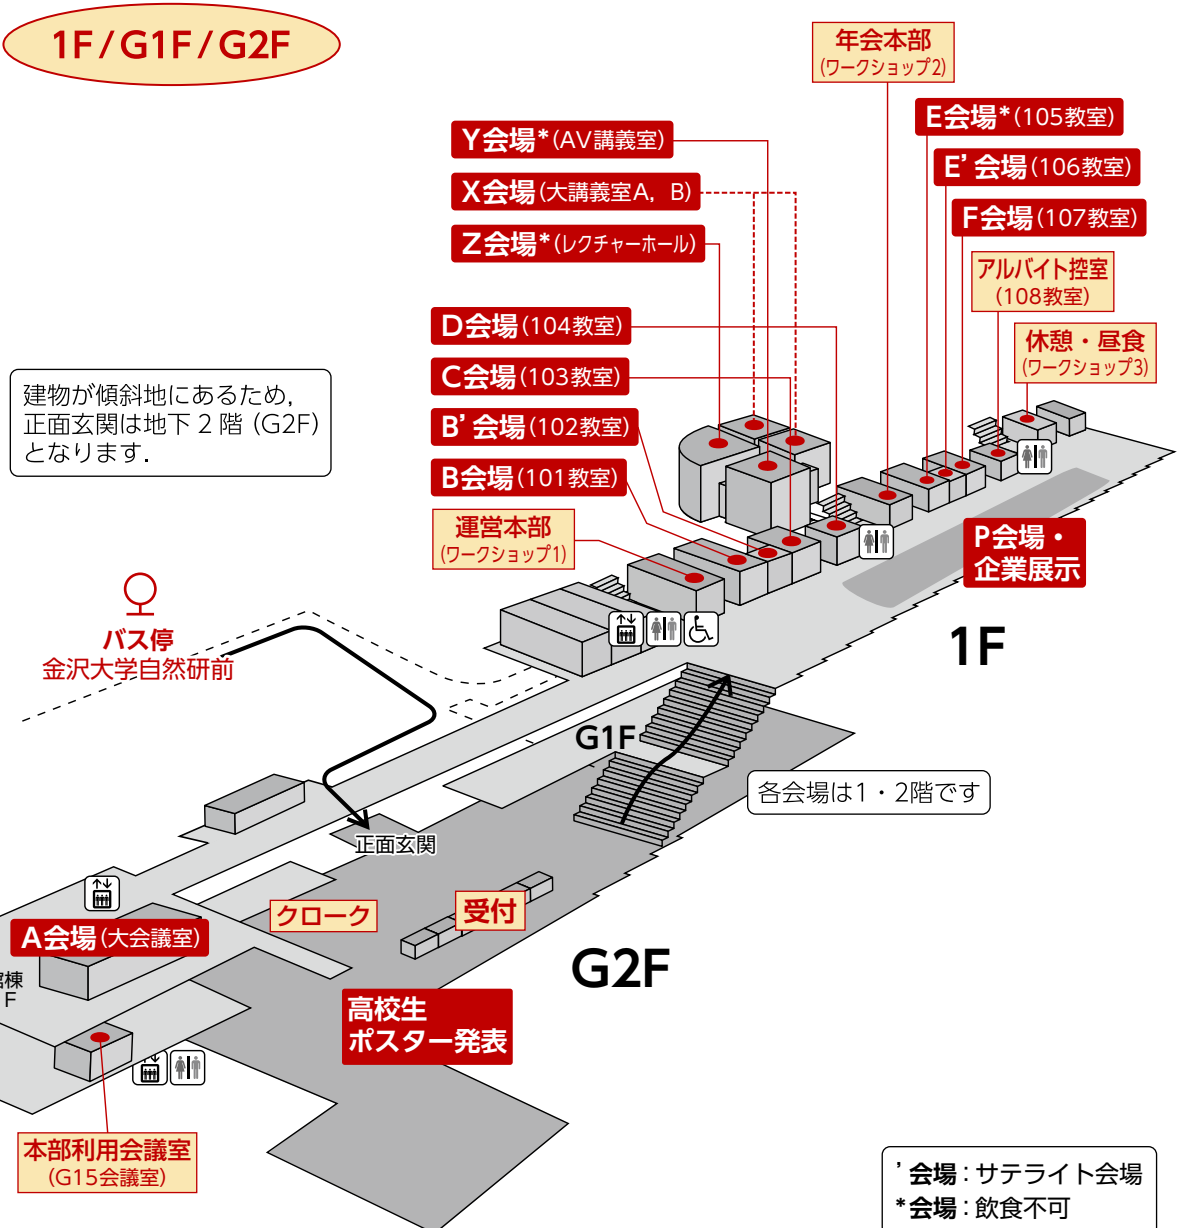 1F/G1F/G2F
年会本部
(ワークショップ2)
E会場*(105教室)
Y会場*(AV講義室)
E’会場(106教室)
X会場(大講義室A, B)
F会場(107教室)
Z会場*(レクチャーホール)
アルバイト控室
(108教室)
D会場(104教室)
休憩・昼食
(ワークショップ3)
C会場(103教室)
建物が傾斜地にあるため,
正面玄関は地下2階(G2F)
となります.
B’会場(102教室)
B会場(101教室)
運営本部
(ワークショップ1)
P会場・
企業展示
バス停
金沢大学自然研前
1F
G1F
各会場は1・2階です
正面玄関
クローク
受付
A会場(大会議室)
G2F
棟
F
高校生
ポスター発表
本部利用会議室
(G15会議室)
’会場:サテライト会場
*会場:飲食不可